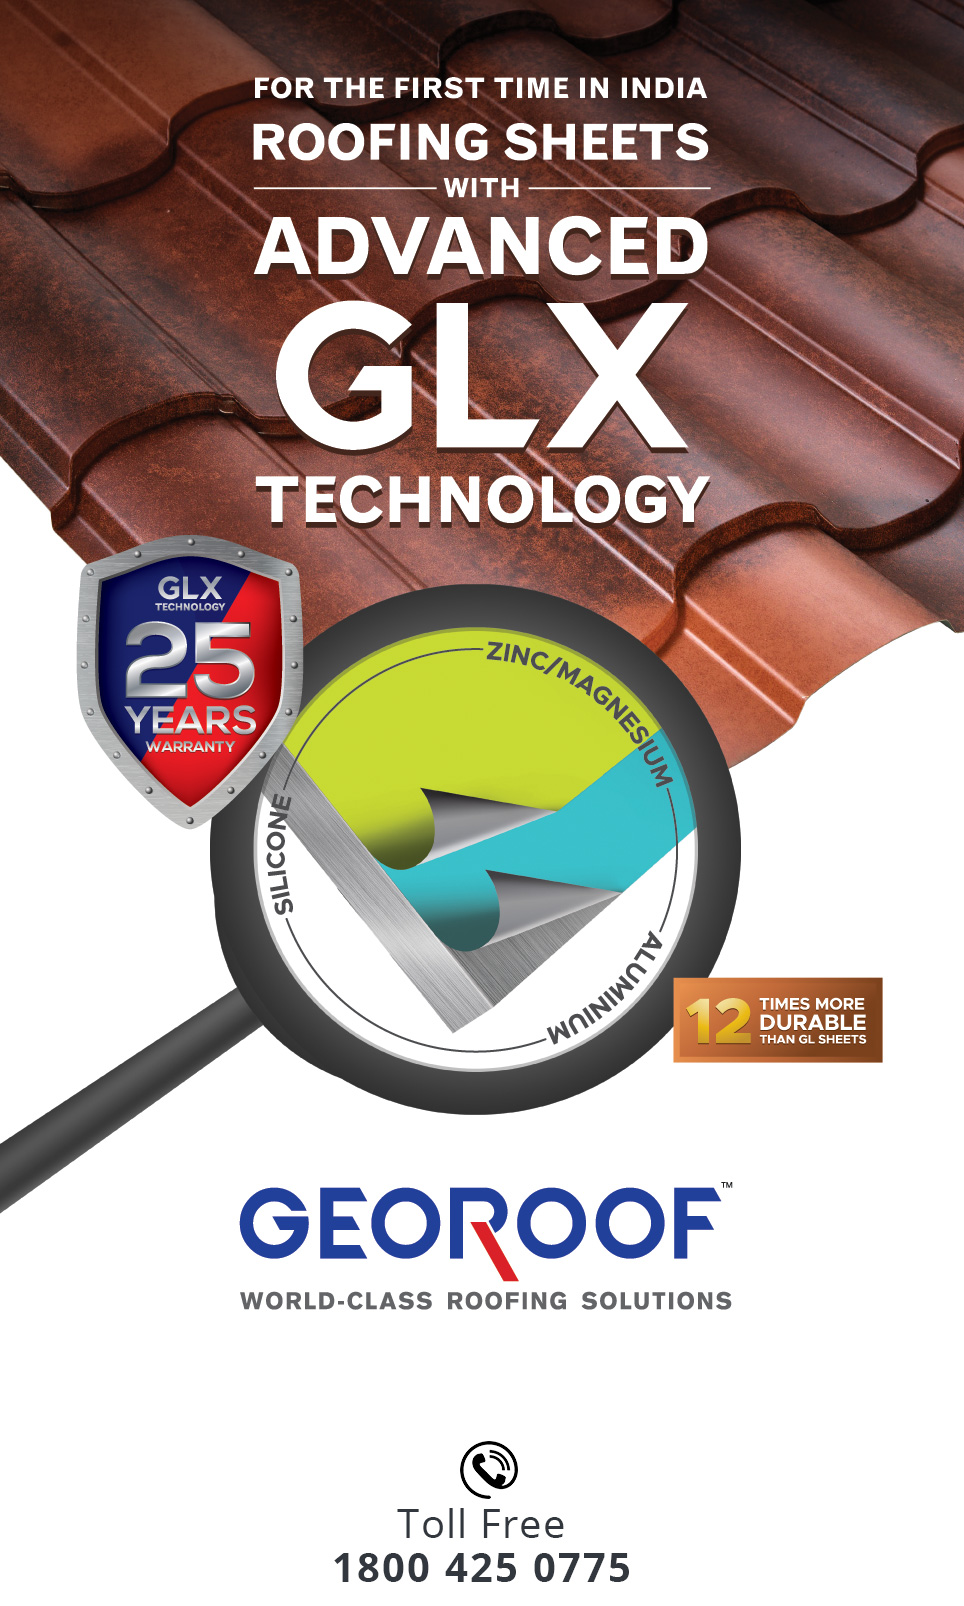 FOR THE FIRST TIME IN INDIA
ROOFING SHEETS
WITH
ADVANCED
GLX
TECHNOLOGY
GLX
TECHNOLOGY
25
YEARS
WARRANTY
ZINC/MAGNESIUM
SILICONE
ALUMINIUM
12
TIMES MORE
DURABLE
THAN GL SHEETS
GEOROOF™
WORLD-CLASS ROOFING SOLUTIONS
Toll Free
1800 425 0775